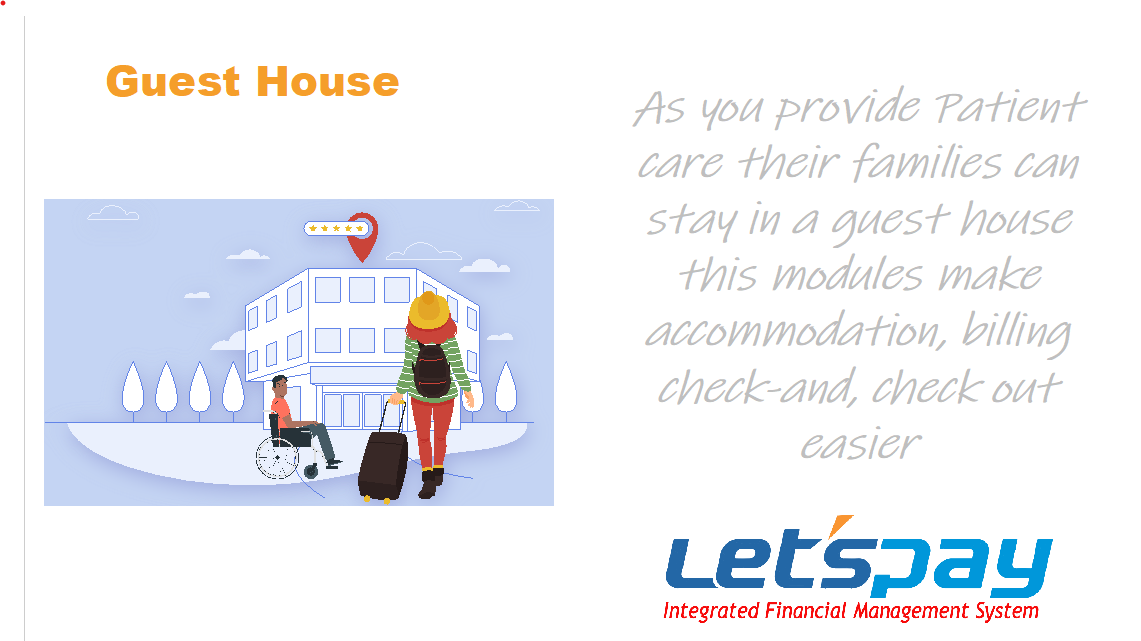 Guest House
As you provide Patient
care their families can
stay in a guest house
this modules make
accommodation, billing
check-and, check out
easier
Let'spay
Integrated Financial Management System